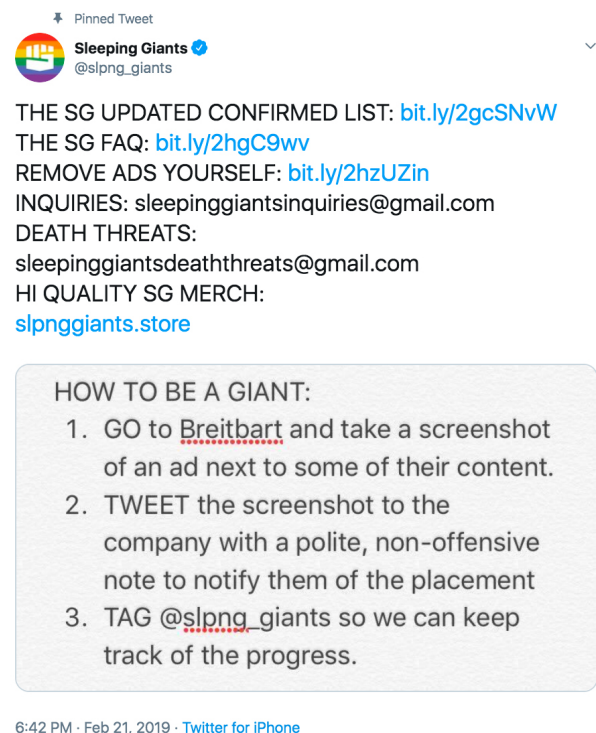 Pinned Tweet
Sleeping Giants
@slpng_giants
THE SG UPDATED CONFIRMED LIST: bit.ly/2gcSNvW
THE SG FAQ: bit.ly/2hgC9wv
REMOVE ADS YOURSELF: bit.ly/2hzUZin
INQUIRIES: sleepinggiantsinquiries@gmail.com
DEATH THREATS:
sleepinggiantsdeaththreats@gmail.com
HI QUALITY SG MERCH:
slpnggiants.store
HOW TO BE A GIANT:
1. GO to Breitbart and take a screenshot
of an ad next to some of their content.
2. TWEET the screenshot to the
company with a polite, non-offensive
note to notify them of the placement
3. TAG @slpng_giants so we can keep
track of the progress.
6:42 PM · Feb 21, 2019 · Twitter for iPhone